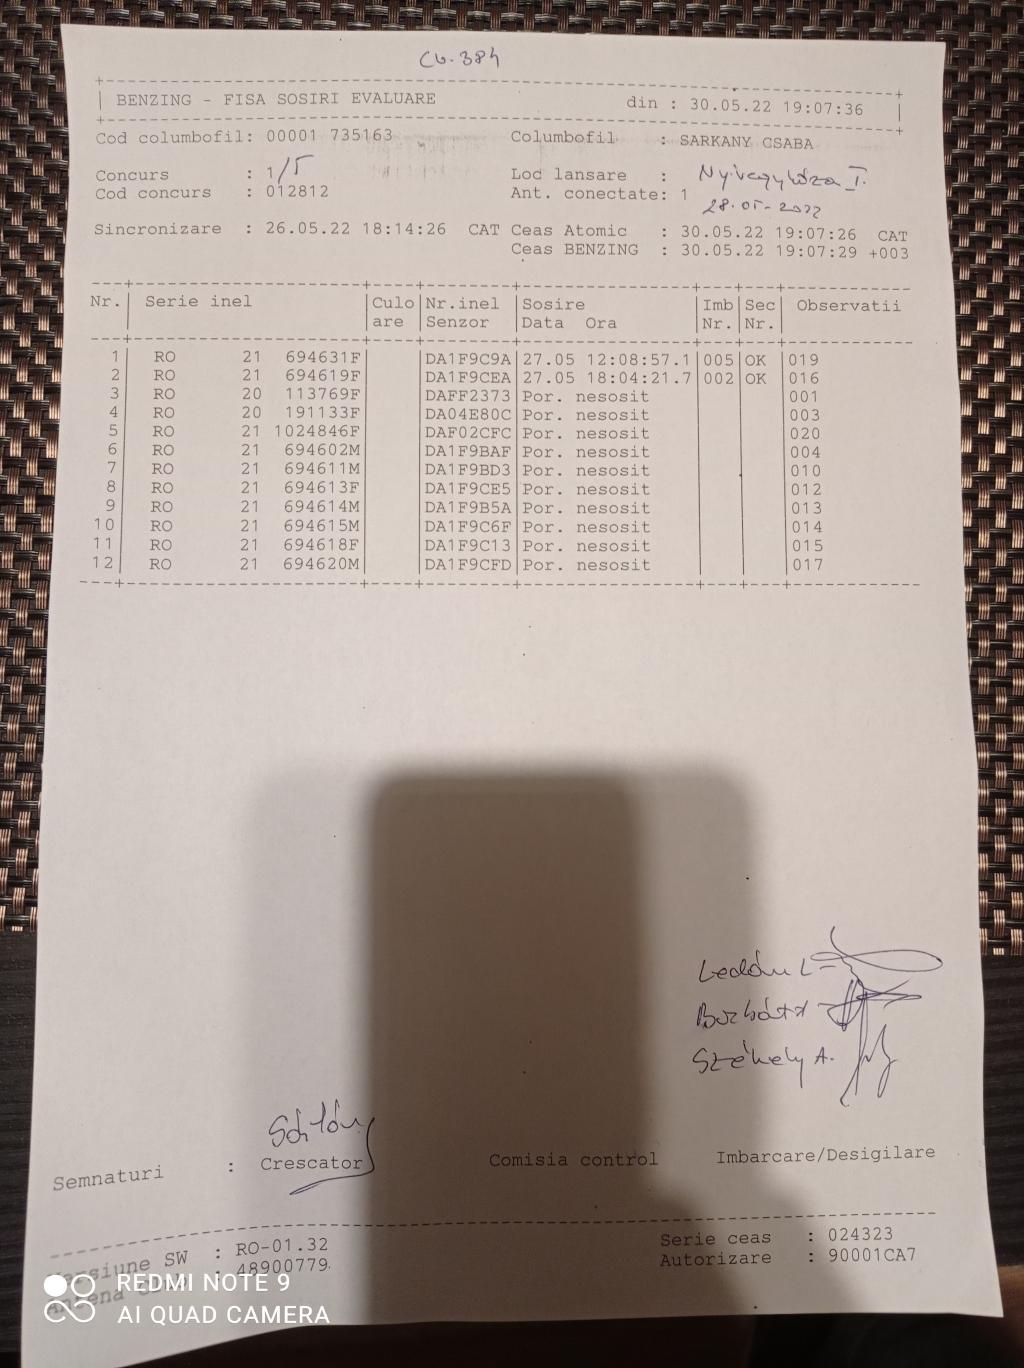 Cb. 384
BENZING - FISA SOSIRI EVALUARE din : 30.05.22 19:07:36
Cod columbofil: 00001 735163 Columbofil : SARKANY CSABA
Concurs : 1/5 Loc lansare : Nyiregyháza I.
Cod concurs : 012812 Ant. conectate: 1
28.05-2022
Sincronizare : 26.05.22 18:14:26 CAT Ceas Atomic : 30.05.22 19:07:26 CAT
Ceas BENZING : 30.05.22 19:07:29 +003
Nr. Serie inel Culo Nr.inel Sosire Imb Sec Observatii
are Senzor Data Ora Nr. Nr.
1 RO 21 694631F DA1F9C9A 27.05 12:08:57.1 005 OK 019
2 RO 21 694619F DA1F9CEA 27.05 18:04:21.7 002 OK 016
3 RO 20 113769F DAFF2373 Por. nesosit 001
4 RO 20 191133F DA04E80C Por. nesosit 003
5 RO 21 1024846F DAF02CFC Por. nesosit 020
6 RO 21 694602M DA1F9BAF Por. nesosit 004
7 RO 21 694611M DA1F9BD3 Por. nesosit 010
8 RO 21 694613F DA1F9CE5 Por. nesosit 012
9 RO 21 694614M DA1F9B5A Por. nesosit 013
10 RO 21 694615M DA1F9C6F Por. nesosit 014
11 RO 21 694618F DA1F9C13 Por. nesosit 015
12 RO 21 694620M DA1F9CFD Por. nesosit 017
Székely A.
Semnaturi : Crescator Comisia control Imbarcare/Desigilare
Versiune SW : RO-01.32 Serie ceas : 024323
Antena : 48900779 Autorizare : 90001CA7
REDMI NOTE 9
AI QUAD CAMERA